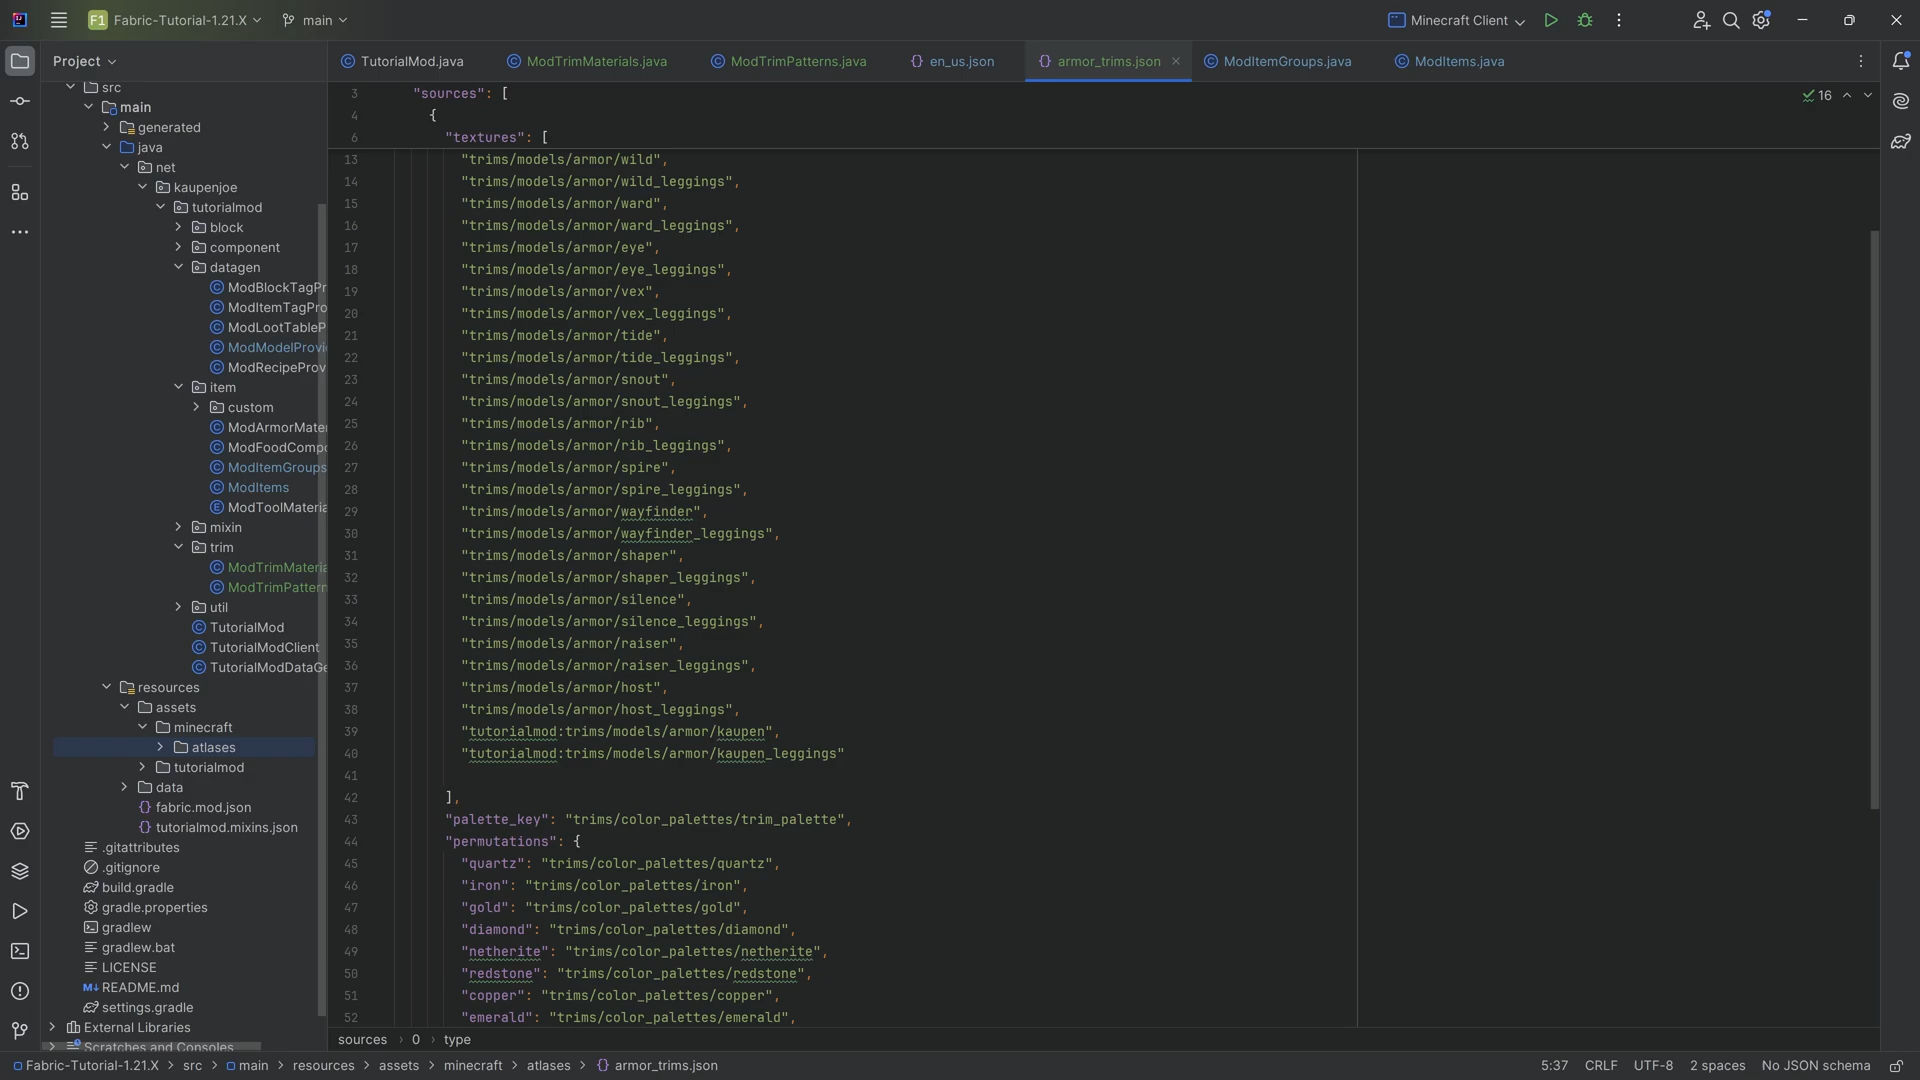 F1 Fabric-Tutorial-1.21.X main Minecraft Client
Project
TutorialMod.java ModTrimMaterials.java ModTrimPatterns.java {} en_us.json {} armor_trims.json ModItemGroups.java ModItems.java
src
main
generated
java
net
kaupenjoe
tutorialmod
block
component
datagen
ModBlockTagPr
ModItemTagPro
ModLootTableP
ModModelProvi
ModRecipeProv
item
custom
ModArmorMate
ModFoodComp
ModItemGroups
ModItems
ModToolMateria
mixin
trim
ModTrimMateria
ModTrimPattern
util
TutorialMod
TutorialModClient
TutorialModDataGe
resources
assets
minecraft
atlases
tutorialmod
data
{} fabric.mod.json
{} tutorialmod.mixins.json
.gitattributes
.gitignore
build.gradle
gradle.properties
gradlew
gradlew.bat
LICENSE
M↓ README.md
settings.gradle
External Libraries
Scratches and Consoles
16
3 "sources": [
4 {
6 "textures": [
13 "trims/models/armor/wild",
14 "trims/models/armor/wild_leggings",
15 "trims/models/armor/ward",
16 "trims/models/armor/ward_leggings",
17 "trims/models/armor/eye",
18 "trims/models/armor/eye_leggings",
19 "trims/models/armor/vex",
20 "trims/models/armor/vex_leggings",
21 "trims/models/armor/tide",
22 "trims/models/armor/tide_leggings",
23 "trims/models/armor/snout",
24 "trims/models/armor/snout_leggings",
25 "trims/models/armor/rib",
26 "trims/models/armor/rib_leggings",
27 "trims/models/armor/spire",
28 "trims/models/armor/spire_leggings",
29 "trims/models/armor/wayfinder",
30 "trims/models/armor/wayfinder_leggings",
31 "trims/models/armor/shaper",
32 "trims/models/armor/shaper_leggings",
33 "trims/models/armor/silence",
34 "trims/models/armor/silence_leggings",
35 "trims/models/armor/raiser",
36 "trims/models/armor/raiser_leggings",
37 "trims/models/armor/host",
38 "trims/models/armor/host_leggings",
39 "tutorialmod:trims/models/armor/kaupen",
40 "tutorialmod:trims/models/armor/kaupen_leggings"
41
42 ],
43 "palette_key": "trims/color_palettes/trim_palette",
44 "permutations": {
45 "quartz": "trims/color_palettes/quartz",
46 "iron": "trims/color_palettes/iron",
47 "gold": "trims/color_palettes/gold",
48 "diamond": "trims/color_palettes/diamond",
49 "netherite": "trims/color_palettes/netherite",
50 "redstone": "trims/color_palettes/redstone",
51 "copper": "trims/color_palettes/copper",
52 "emerald": "trims/color_palettes/emerald",
sources › 0 › type
Fabric-Tutorial-1.21.X > src > main > resources > assets > minecraft > atlases > {} armor_trims.json 5:37 CRLF UTF-8 2 spaces No JSON schema